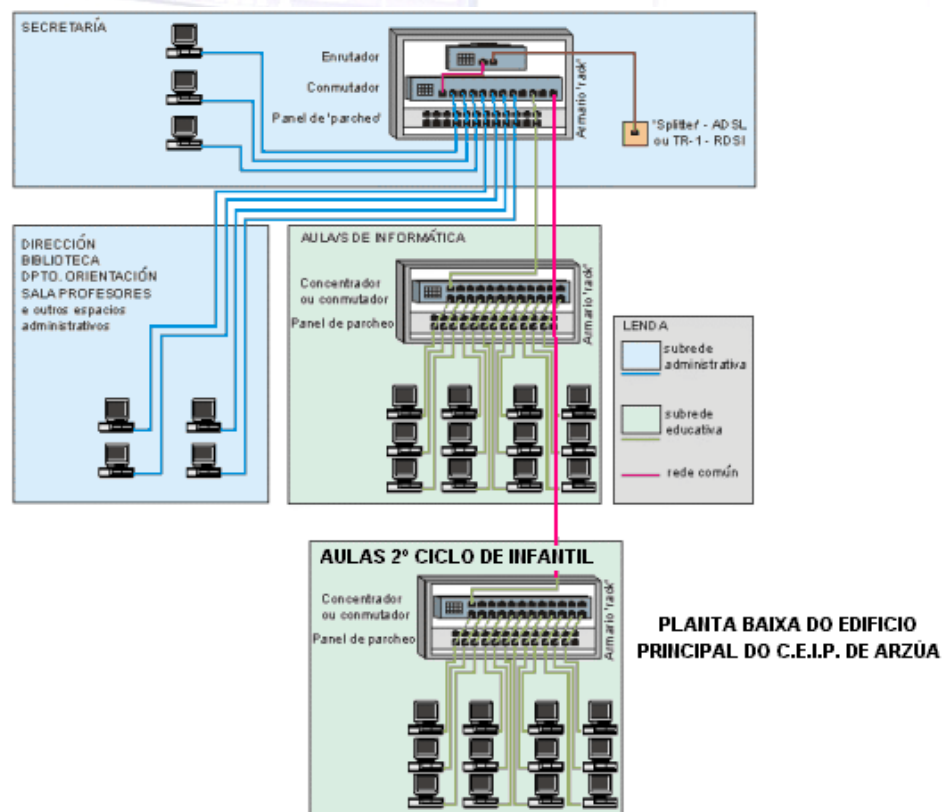 SECRETARÍA
Enrutador
Conmutador
Panel de 'parcheo'
Armario 'rack'
'Splitter' - ADSL
ou TR-1 - RDSI
DIRECCIÓN
BIBLIOTECA
DPTO. ORIENTACIÓN
SALA PROFESORES
e outros espacios
administrativos
AULA/S DE INFORMÁTICA
Concentrador
ou conmutador
Panel de parcheo
Armario 'rack'
LENDA
subrede
administrativa
subrede
educativa
rede común
AULAS 2º CICLO DE INFANTIL
Concentrador
ou conmutador
Panel de parcheo
Armario 'rack'
PLANTA BAIXA DO EDIFICIO
PRINCIPAL DO C.E.I.P. DE ARZÚA